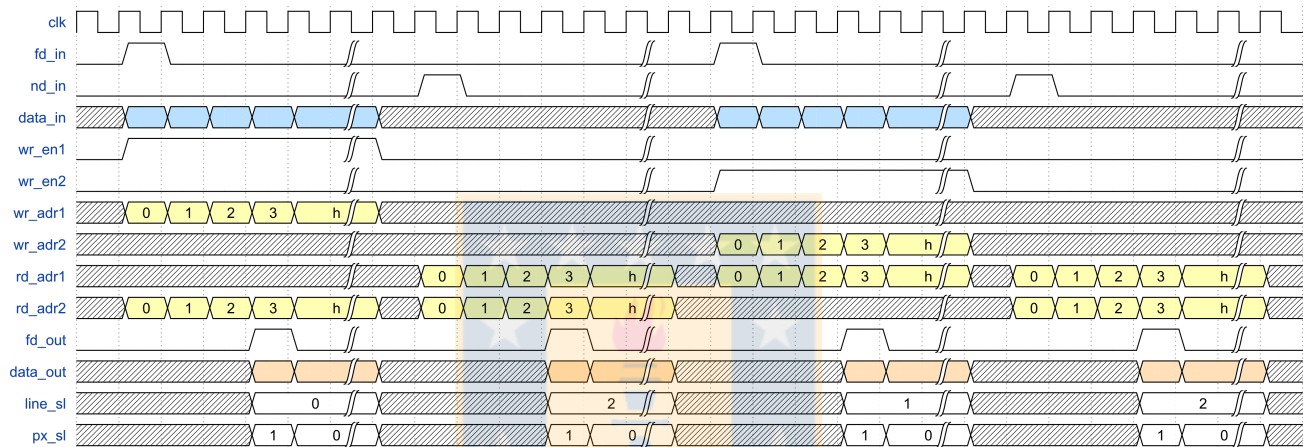 clk
fd_in
nd_in
data_in
wr_en1
wr_en2
wr_adr1 0 1 2 3 h
wr_adr2 0 1 2 3 h
rd_adr1 0 1 2 3 h 0 1 2 3 h 0 1 2 3 h
rd_adr2 0 1 2 3 h 0 1 2 3 h 0 1 2 3 h
fd_out
data_out
line_sl 0 2 1 2
px_sl 1 0 1 0 1 0 1 0